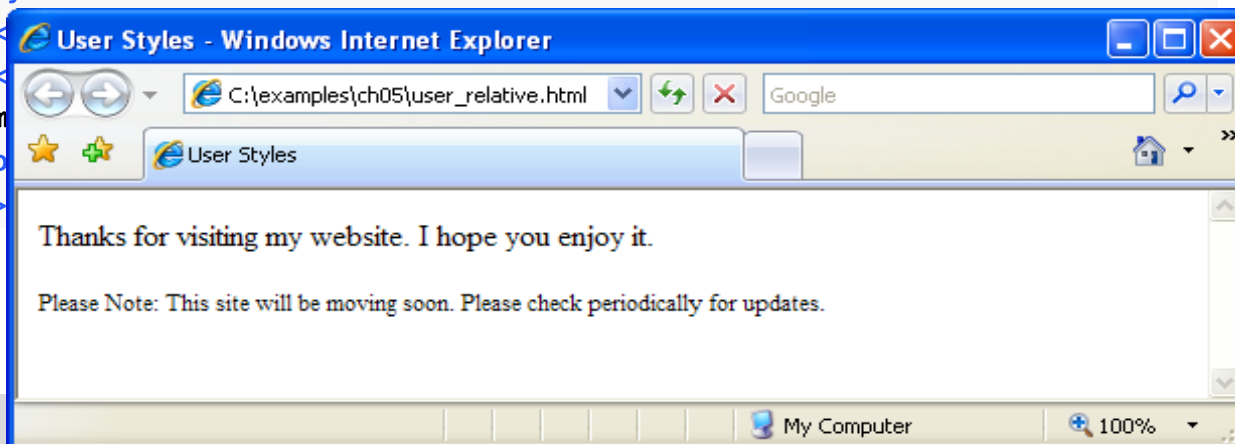 User Styles - Windows Internet Explorer
C:\examples\ch05\user_relative.html Google
User Styles »
Thanks for visiting my website. I hope you enjoy it.
Please Note: This site will be moving soon. Please check periodically for updates.
My Computer 100%